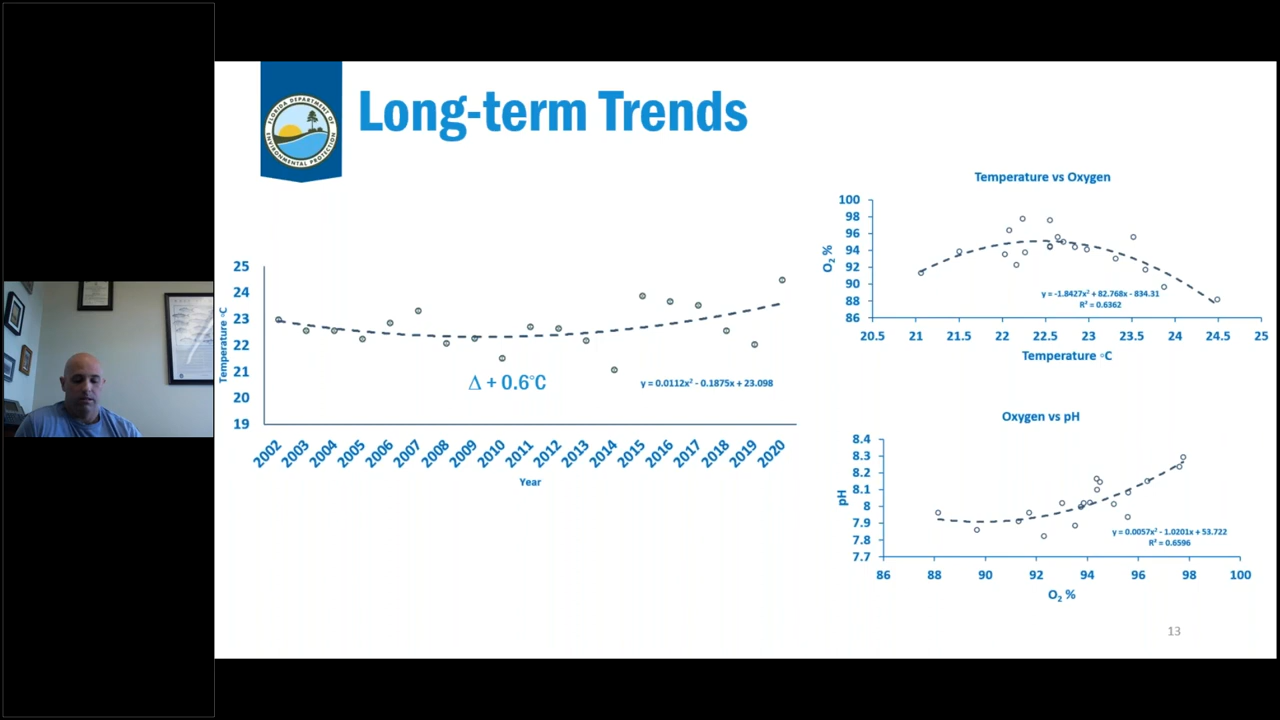 FLORIDA DEPARTMENT OF
ENVIRONMENTAL PROTECTION
Long-term Trends
25
24
23
22
21
20
19
Temperature ◦C
Δ + 0.6°C
y = 0.0112x² - 0.1875x + 23.098
2002
2003
2004
2005
2006
2007
2008
2009
2010
2011
2012
2013
2014
2015
2016
2017
2018
2019
2020
Year
Temperature vs Oxygen
100
98
96
94
92
90
88
86
O₂ %
y = -1.8427x² + 82.768x - 834.31
R² = 0.6362
20.5 21 21.5 22 22.5 23 23.5 24 24.5 25
Temperature ◦C
Oxygen vs pH
8.4
8.3
8.2
8.1
8
7.9
7.8
7.7
pH
y = 0.0057x² - 1.0201x + 53.722
R² = 0.6596
86 88 90 92 94 96 98 100
O₂ %
13